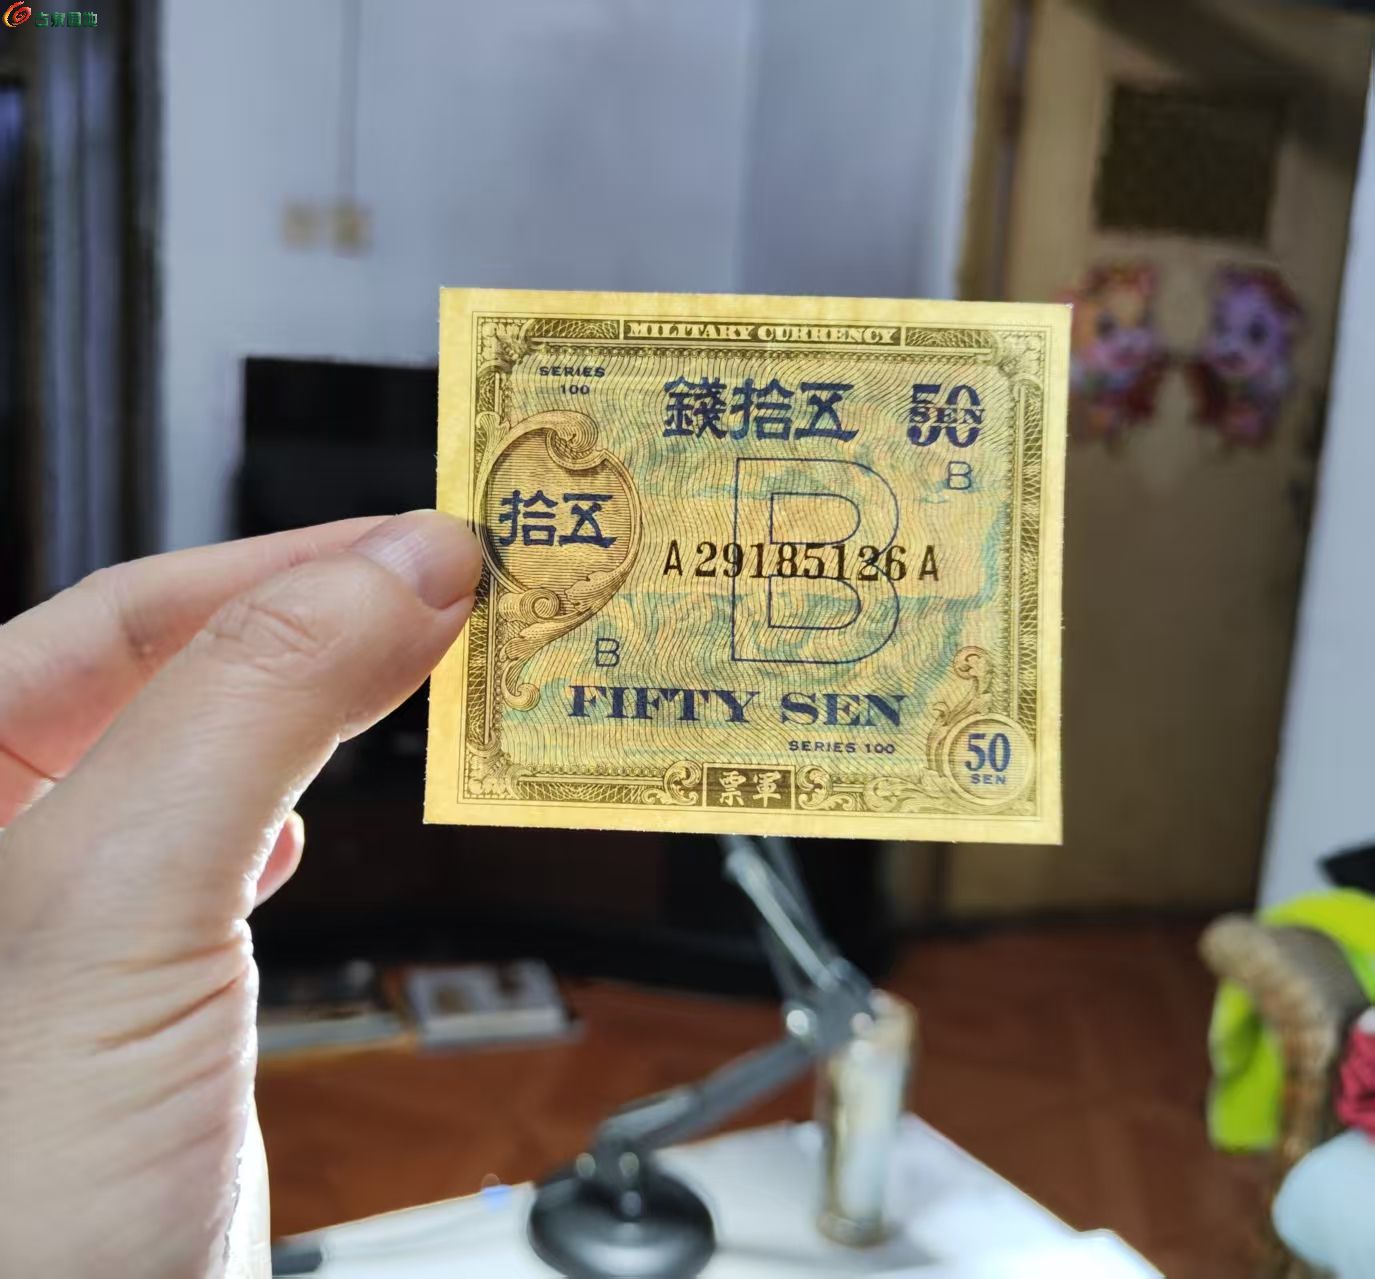 MILITARY CURRENCY
SERIES
100
錢拾五
50
SEN
B
拾五
B
A29185126A
B
FIFTY SEN
SERIES 100
50
SEN
票軍